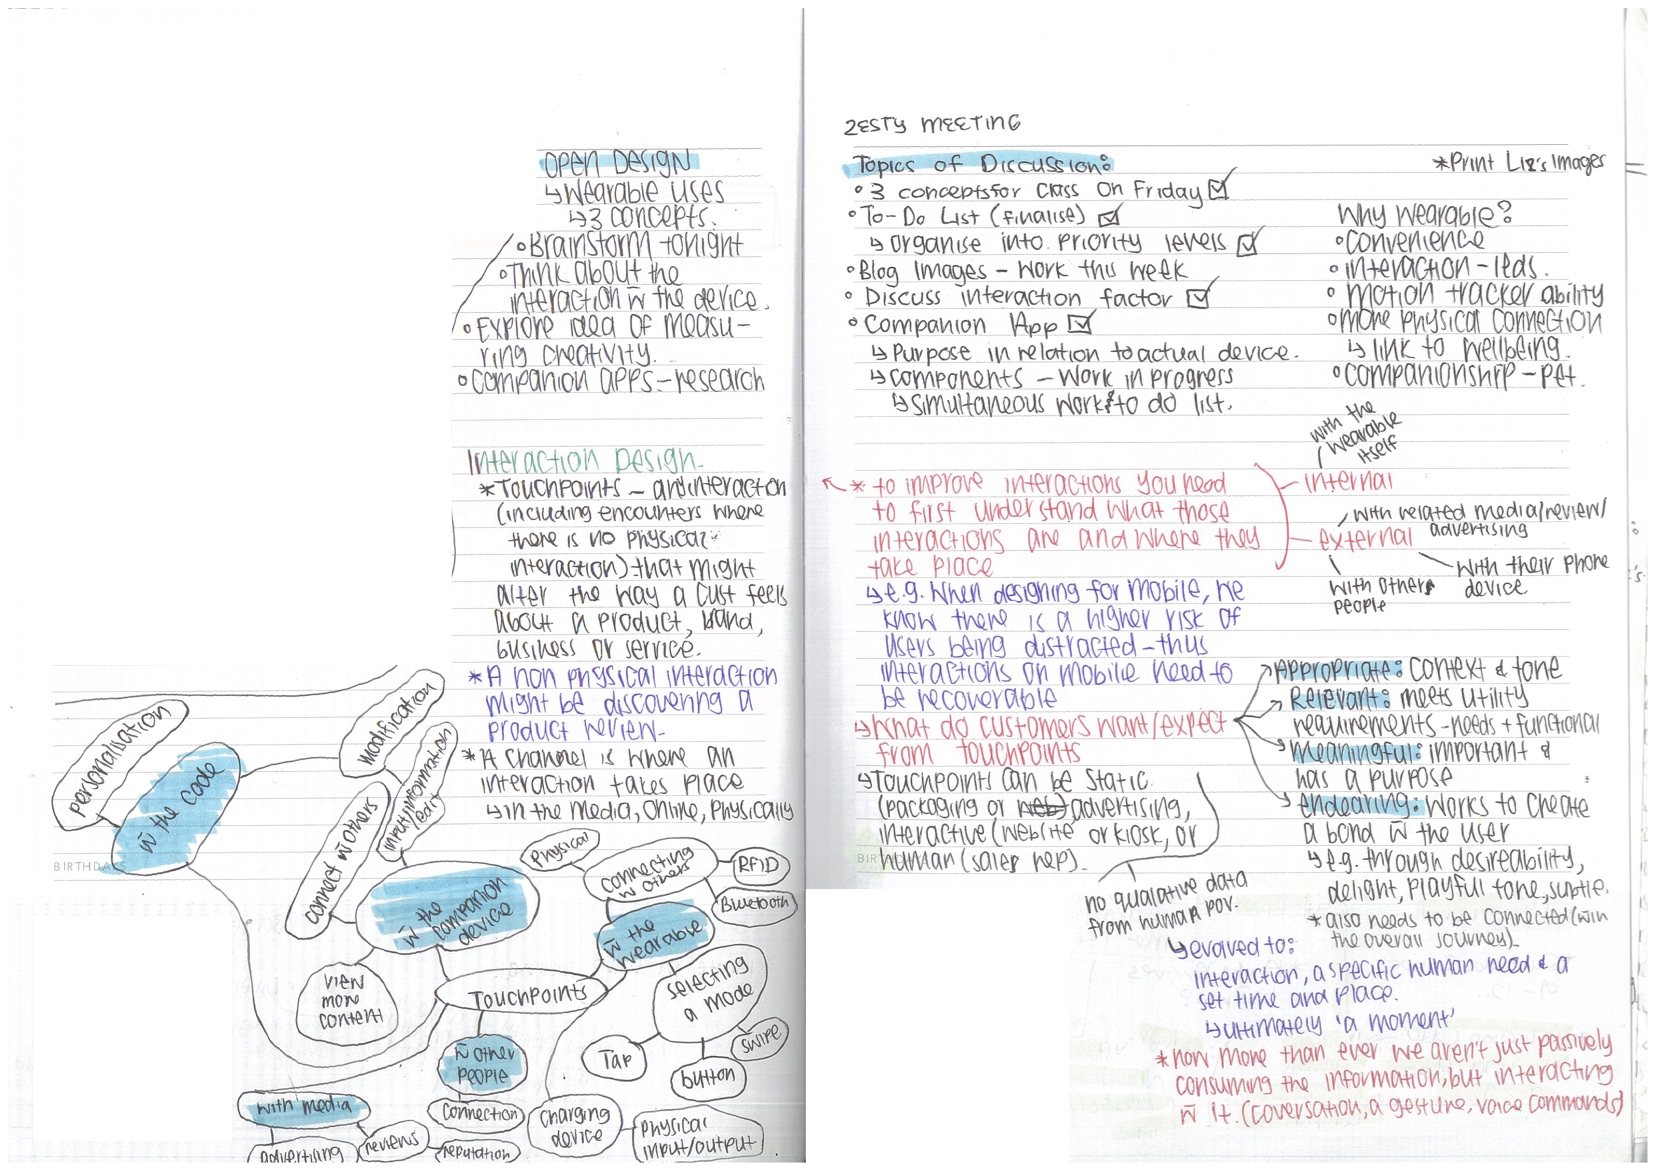 OPEN DESIGN
↳ Wearable uses
↳ 3 concepts.
◦ Brainstorm tonight
◦ Think about the
interaction w̄ the device.
◦ Explore idea of measu-
ring creativity.
◦ Companion apps - research
Interaction Design
* Touchpoints - an interaction
(including encounters where
there is no physical
interaction) that might
alter the way a cust feels
about a product, brand,
business or service.
* A non physical interaction
might be discovering a
product review.
* A channel is where an
interaction takes place
↳ in the media, online, physically
personalisation
w̄ the code
modification
input information
edit
connect w̄ others
w̄ the
companion
device
view
more
content
Touchpoints
physical
connecting
w̄ others
RFID
Bluetooth
w̄ the
wearable
selecting
a mode
swipe
button
Tap
w̄ other
people
connection
reputation
with media
reviews
advertising
charging
device
physical
input/output
BIRTHDAYS
ZESTY MEETING
Topics of Discussion:
* Print Liz's Images
◦ 3 concepts for class on Friday ☑
◦ To-Do List (finalise) ☑
↳ organise into priority levels ☑
◦ Blog Images - work this week
◦ Discuss interaction factor ☑
◦ Companion App ☑
↳ Purpose in relation to actual device.
↳ Components - work in progress
↳ simultaneous work to do list.
Why wearable?
◦ Convenience
◦ interaction - leds.
◦ motion tracker ability
◦ more physical connection
↳ link to wellbeing.
◦ companionship - pet.
* to improve interactions you need
to first understand what those
interactions are and where they
take place
internal
with the
wearable
itself
external
with related media/review/
advertising
with their phone
device
with others
people
↳ e.g. when designing for mobile, we
know there is a higher risk of
users being distracted - thus
interactions on mobile need to
be recoverable
↳ what do customers want/expect
from touchpoints
Appropriate: context & tone
Relevant: meets utility
requirements - needs + functional
Meaningful: important &
has a purpose
endearing: works to create
a bond w̄ the user
↳ e.g. through desireability,
delight, playful tone, subtle.
* also needs to be connected (with
the overall journey)
↳ Touchpoints can be static
(packaging or advertising,
interactive (website or kiosk, or
human (sales rep).
no qualative data
from human pov.
↳ evolved to:
interaction, a specific human need & a
set time and place.
↳ ultimately 'a moment'
* now more than ever we aren't just passively
consuming the information, but interacting
w̄ it. (coversation, a gesture, voice commands)